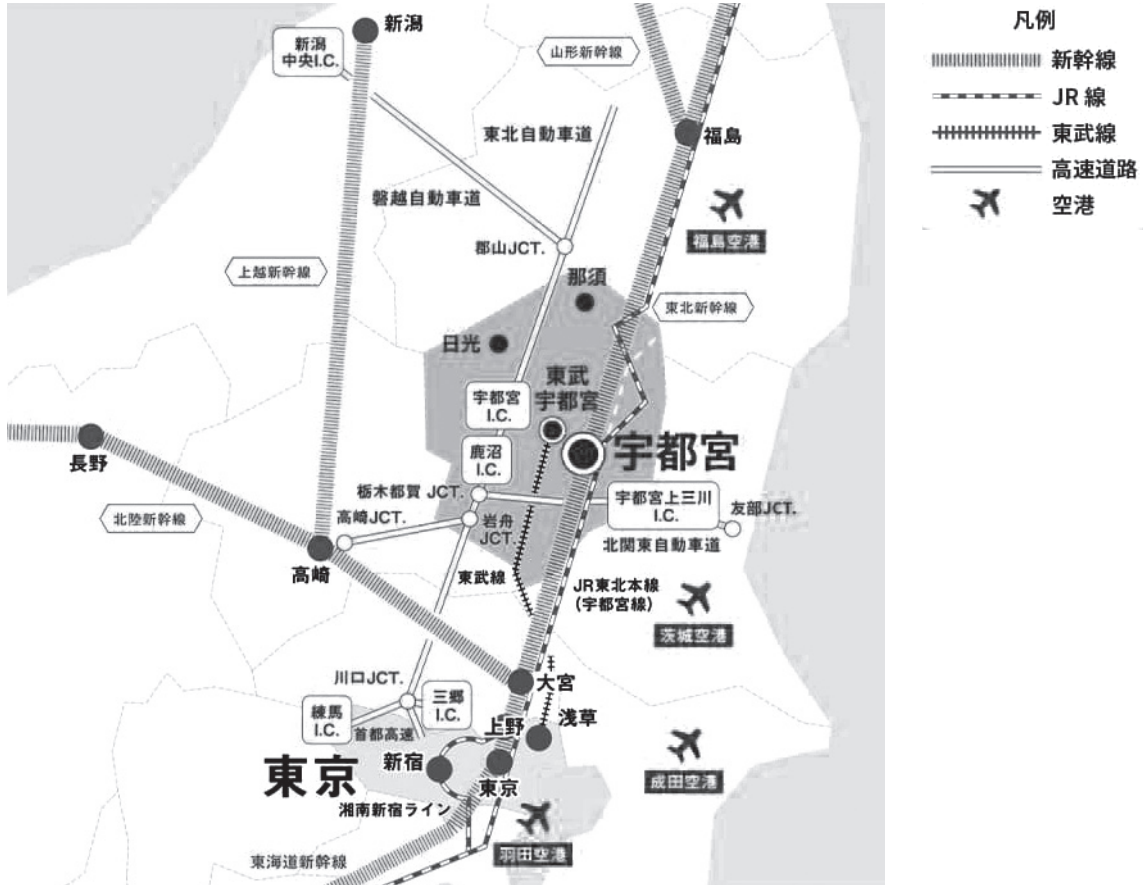 新潟
新潟
中央I.C.
山形新幹線
福島
東北自動車道
磐越自動車道
福島空港
郡山JCT.
上越新幹線
那須
東北新幹線
日光
東武
宇都宮
宇都宮
I.C.
宇都宮
長野
鹿沼
I.C.
栃木都賀 JCT.
宇都宮上三川
I.C.
友部JCT.
北陸新幹線
高崎JCT.
岩舟
JCT.
北関東自動車道
高崎
東武線
JR東北本線
(宇都宮線)
茨城空港
川口JCT.
大宮
練馬
I.C.
三郷
I.C.
上野
浅草
首都高速
東京
新宿
東京
成田空港
湘南新宿ライン
羽田空港
東海道新幹線
凡例
新幹線
JR 線
東武線
高速道路
空港